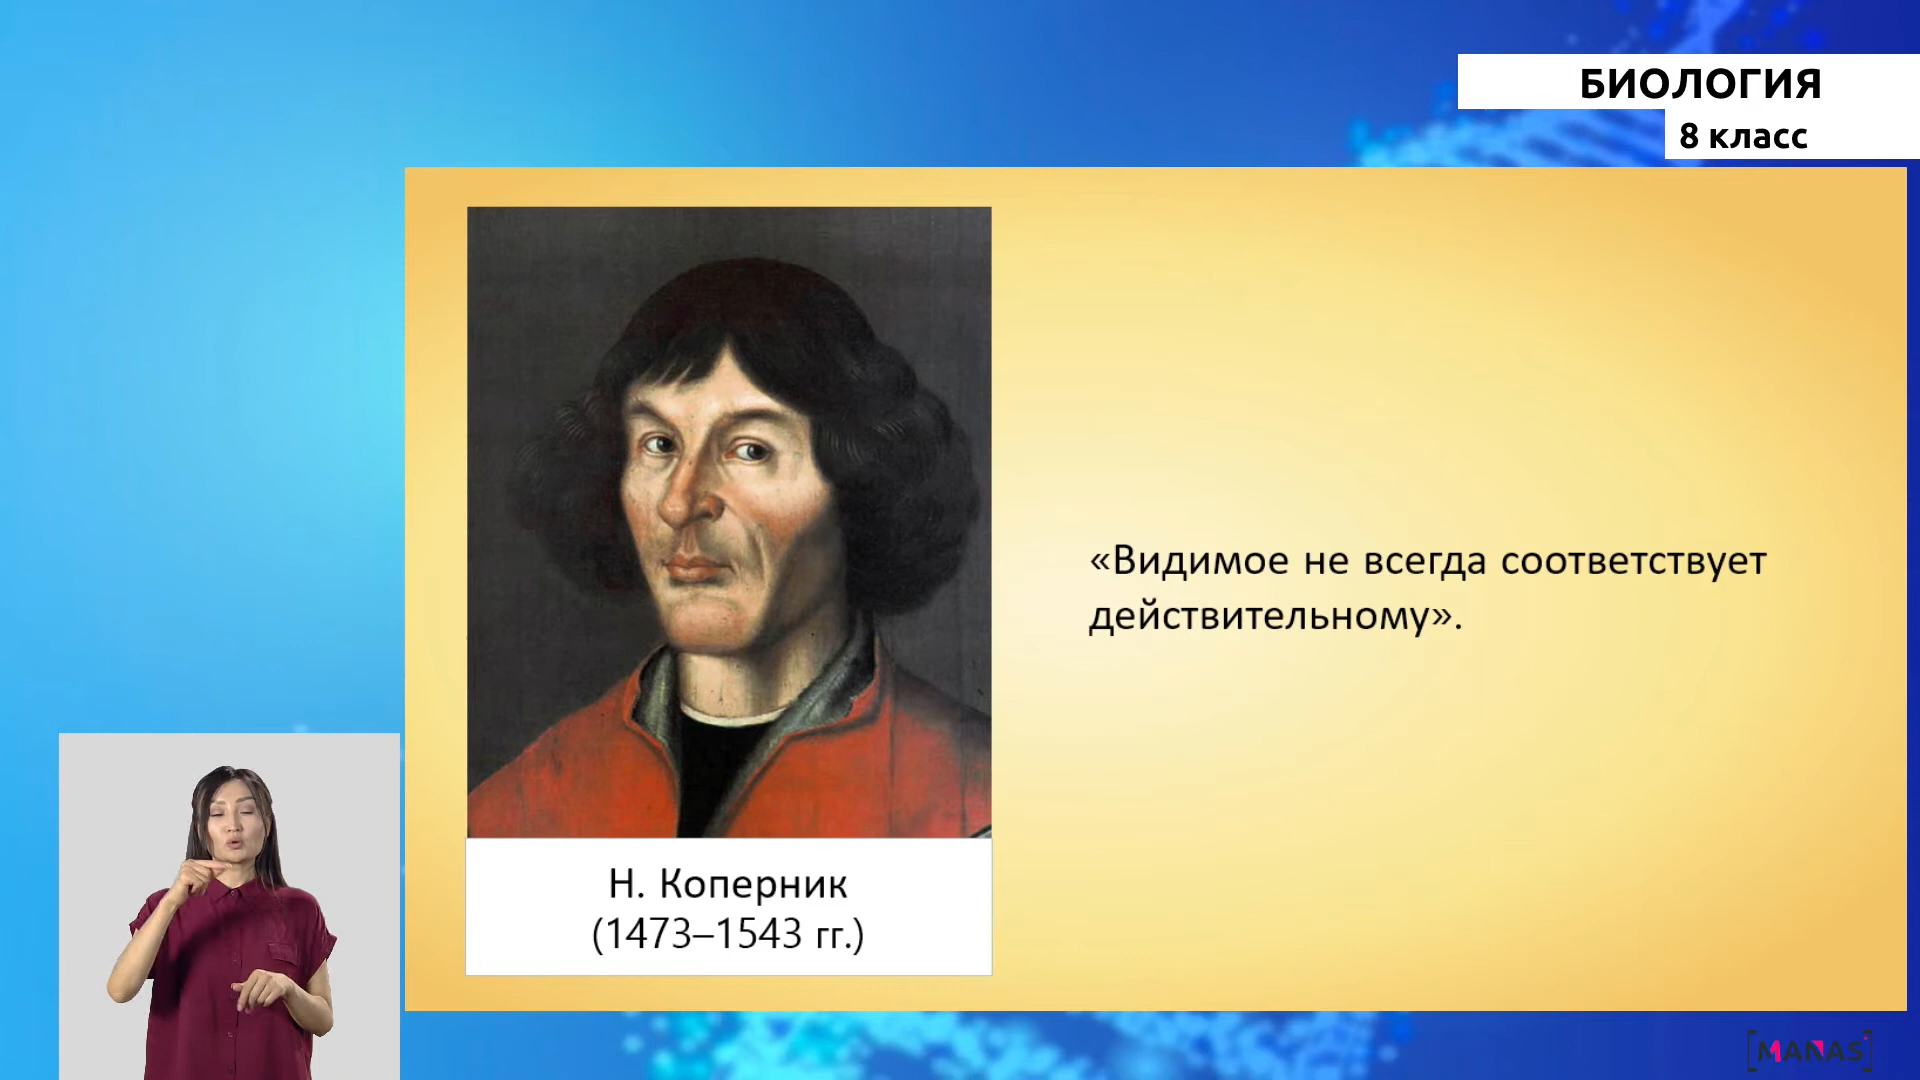 БИОЛОГИЯ
8 класс
«Видимое не всегда соответствует
действительному».
Н. Коперник
(1473–1543 гг.)
[MANAS]